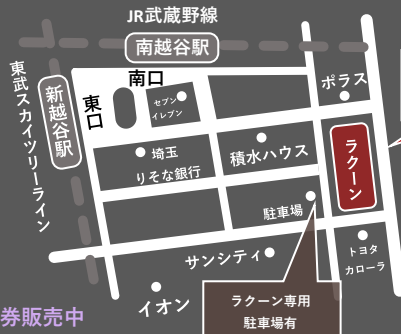 JR武蔵野線
南越谷駅
南口
東口
新越谷駅
東武スカイツリーライン
セブン
イレブン
ポラス
埼玉
りそな銀行
積水ハウス
ラクーン
駐車場
サンシティ
トヨタ
カローラ
イオン
ラクーン専用
駐車場有
券販売中